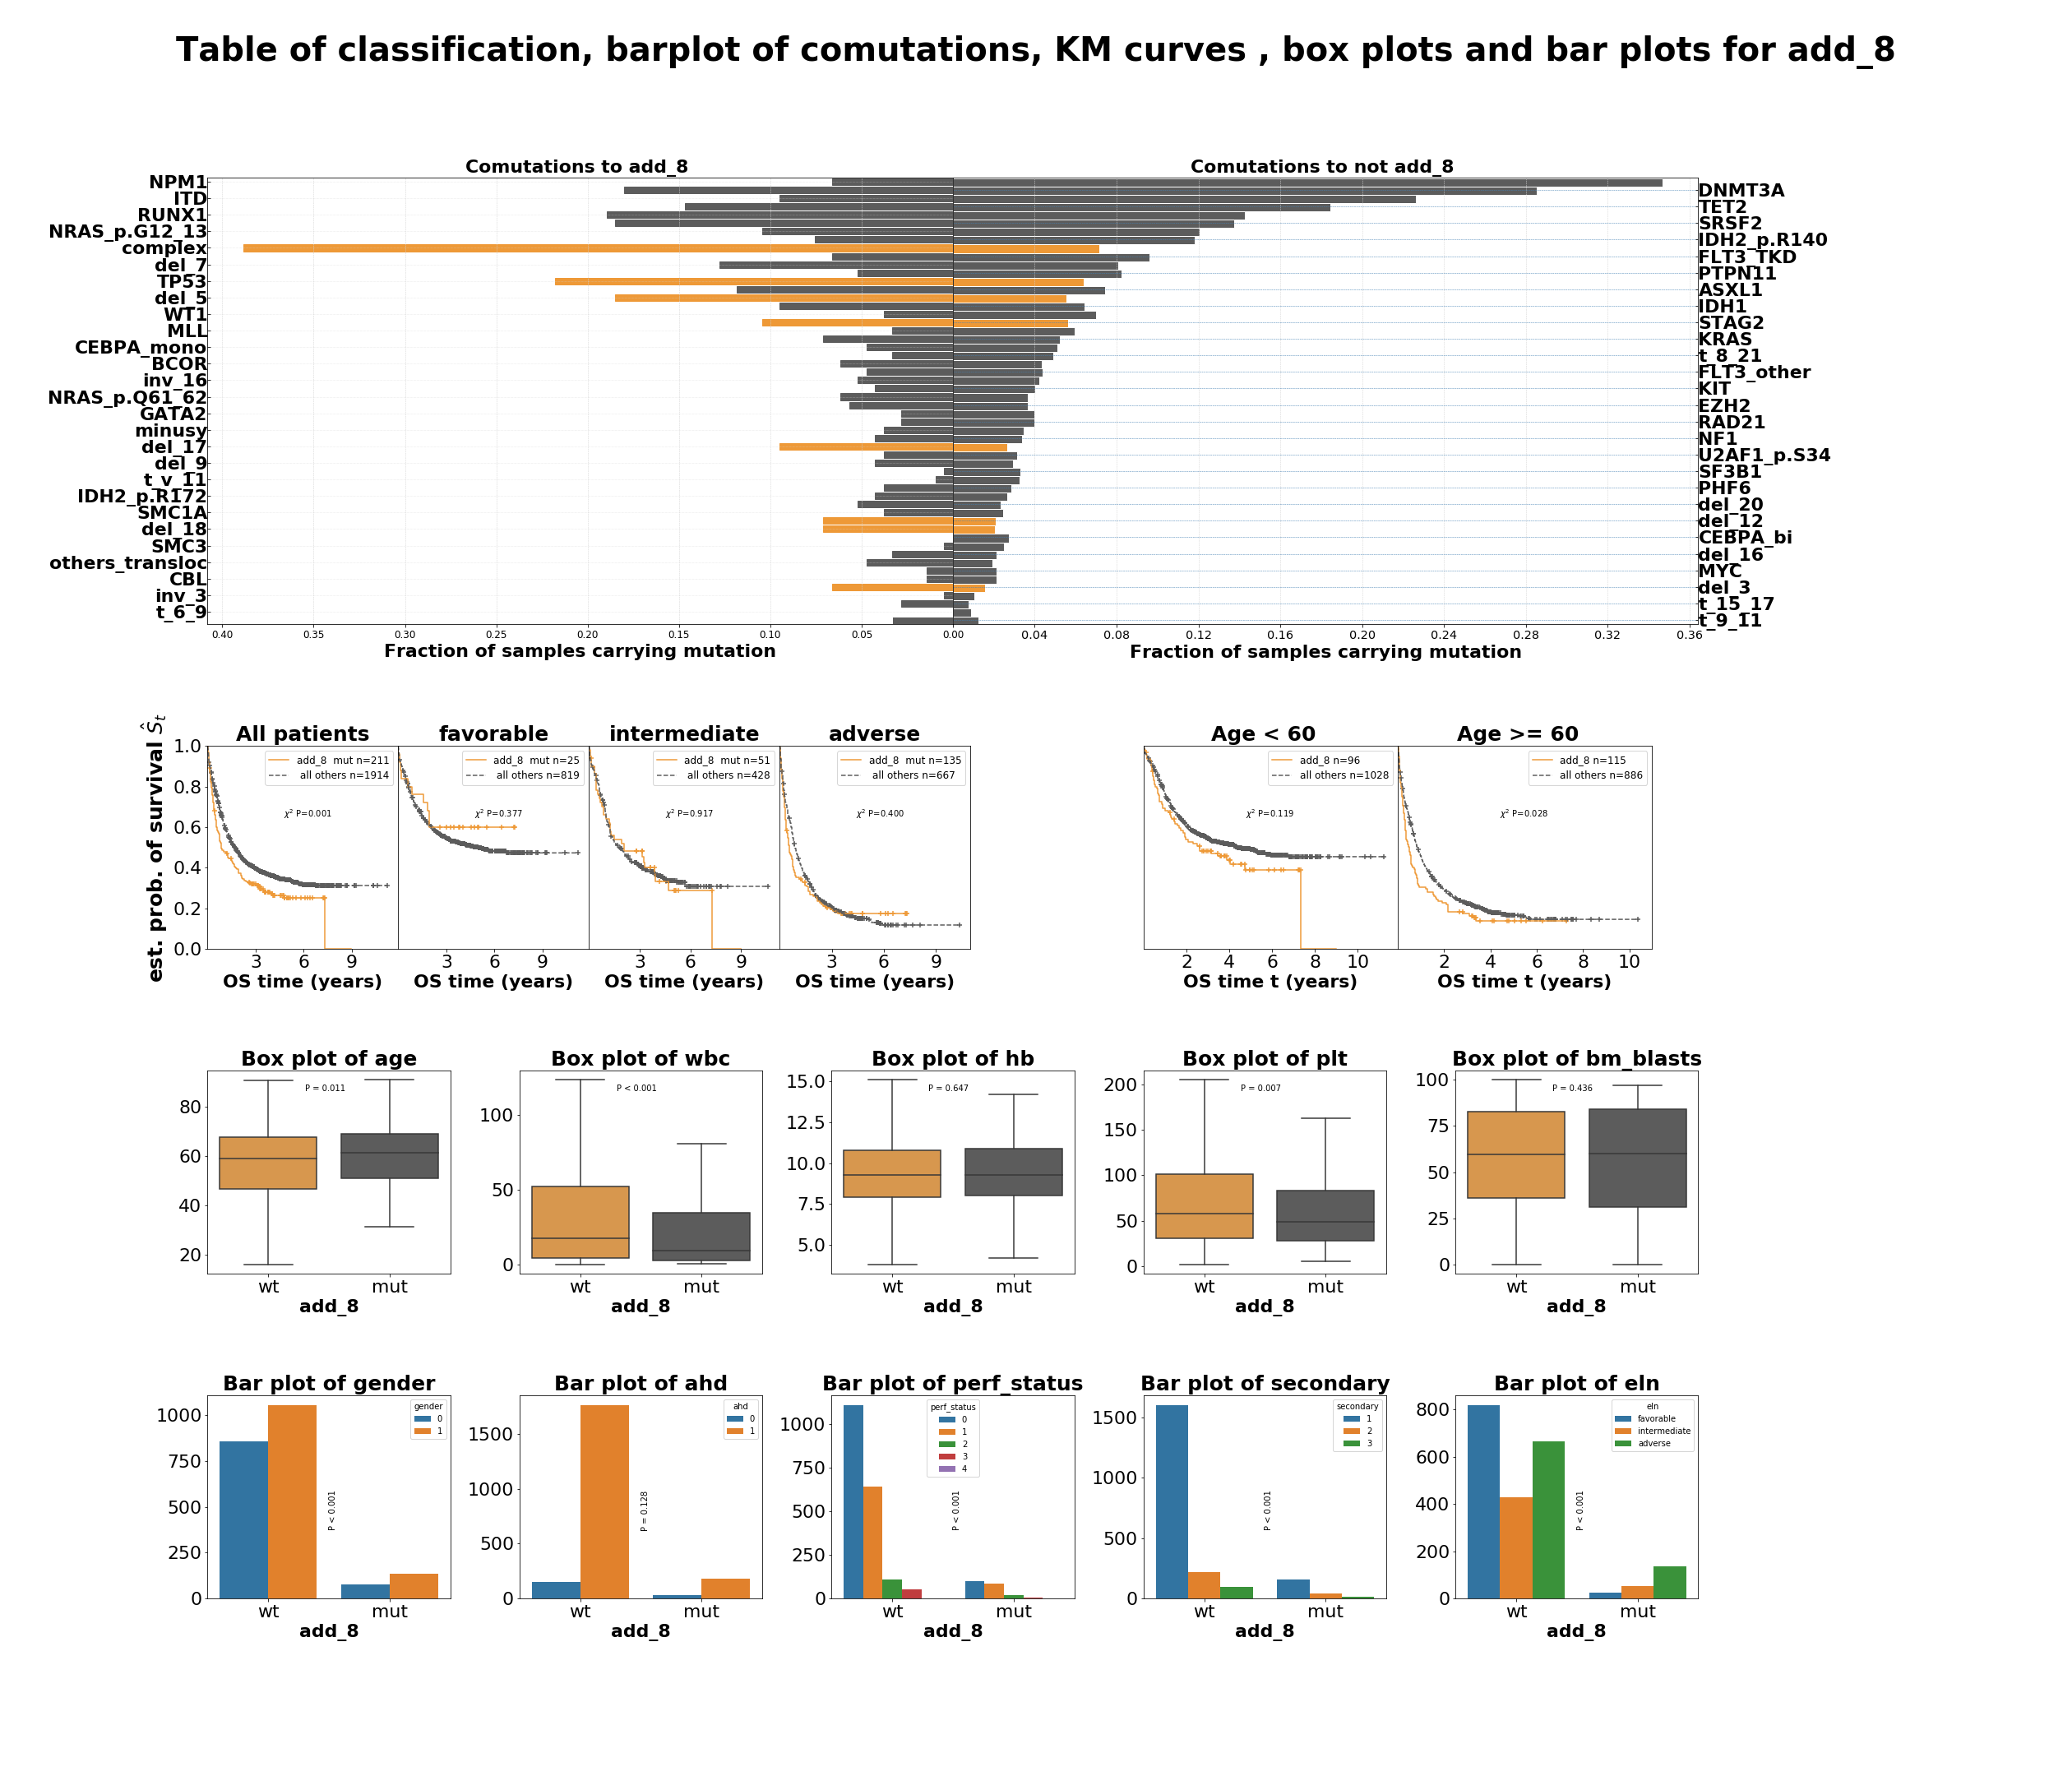 Table of classification, barplot of comutations, KM curves , box plots and bar plots for add_8
Comutations to add_8
Comutations to not add_8
NPM1
DNMT3A
ITD
TET2
RUNX1
SRSF2
NRAS_p.G12_13
IDH2_p.R140
complex
FLT3_TKD
del_7
PTPN11
TP53
ASXL1
del_5
IDH1
WT1
STAG2
MLL
KRAS
CEBPA_mono
t_8_21
BCOR
FLT3_other
inv_16
KIT
NRAS_p.Q61_62
EZH2
GATA2
RAD21
minusy
NF1
del_17
U2AF1_p.S34
del_9
SF3B1
t_v_11
PHF6
IDH2_p.R172
del_20
SMC1A
del_12
del_18
CEBPA_bi
SMC3
del_16
others_transloc
MYC
CBL
del_3
inv_3
t_15_17
t_6_9
t_9_11
0.40 0.35 0.30 0.25 0.20 0.15 0.10 0.05 0.00 0.04 0.08 0.12 0.16 0.20 0.24 0.28 0.32 0.36
Fraction of samples carrying mutation
Fraction of samples carrying mutation
est. prob. of survival Ŝt
1.0
0.8
0.6
0.4
0.2
0.0
All patients
add_8 mut n=211
all others n=1914
χ² P=0.001
3 6 9
OS time (years)
favorable
add_8 mut n=25
all others n=819
χ² P=0.377
3 6 9
OS time (years)
intermediate
add_8 mut n=51
all others n=428
χ² P=0.917
3 6 9
OS time (years)
adverse
add_8 mut n=135
all others n=667
χ² P=0.400
3 6 9
OS time (years)
Age < 60
add_8 n=96
all others n=1028
χ² P=0.119
2 4 6 8 10
OS time t (years)
Age >= 60
add_8 n=115
all others n=886
χ² P=0.028
2 4 6 8 10
OS time t (years)
Box plot of age
P = 0.011
80
60
40
20
wt mut
add_8
Box plot of wbc
P < 0.001
100
50
0
wt mut
add_8
Box plot of hb
P = 0.647
15.0
12.5
10.0
7.5
5.0
wt mut
add_8
Box plot of plt
P = 0.007
200
150
100
50
0
wt mut
add_8
Box plot of bm_blasts
P = 0.436
100
75
50
25
0
wt mut
add_8
Bar plot of gender
gender
0
1
P < 0.001
1000
750
500
250
0
wt mut
add_8
Bar plot of ahd
ahd
0
1
P = 0.128
1500
1000
500
0
wt mut
add_8
Bar plot of perf_status
perf_status
0
1
2
3
4
P < 0.001
1000
750
500
250
0
wt mut
add_8
Bar plot of secondary
secondary
1
2
3
P < 0.001
1500
1000
500
0
wt mut
add_8
Bar plot of eln
eln
favorable
intermediate
adverse
P < 0.001
800
600
400
200
0
wt mut
add_8